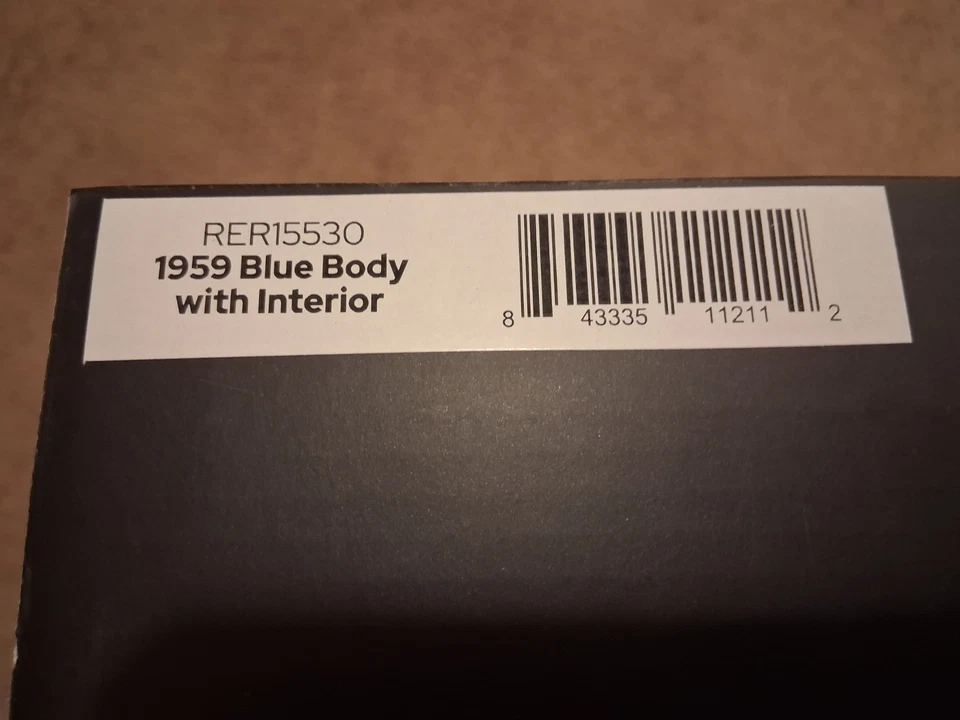 RER15530
1959 Blue Body
with Interior
8 43335 11211 2